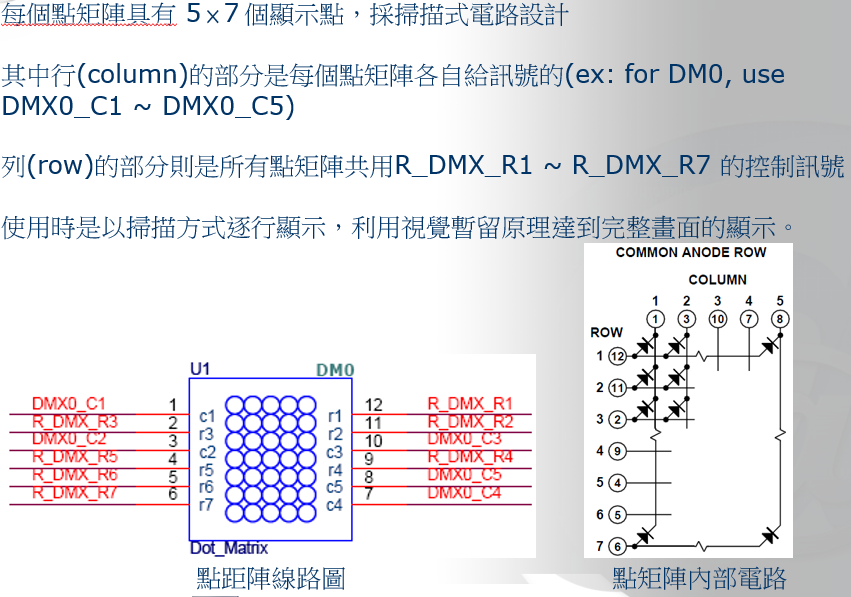 每個點矩陣具有 5x7個顯示點，採掃描式電路設計
其中行(column)的部分是每個點矩陣各自給訊號的(ex: for DM0, use
DMX0_C1 ~ DMX0_C5)
列(row)的部分則是所有點矩陣共用R_DMX_R1 ~ R_DMX_R7 的控制訊號
使用時是以掃描方式逐行顯示，利用視覺暫留原理達到完整畫面的顯示。
COMMON ANODE ROW
COLUMN
1 2 3 4 5
1 3 10 7 8
ROW
1 12
2 11
3 2
4 9
5 4
6 5
7 6
U1 DM0
DMX0_C1 1 c1 r1 12 R_DMX_R1
R_DMX_R3 2 r3 r2 11 R_DMX_R2
DMX0_C2 3 c2 c3 10 DMX0_C3
R_DMX_R5 4 r5 r4 9 R_DMX_R4
R_DMX_R6 5 r6 c5 8 DMX0_C5
R_DMX_R7 6 r7 c4 7 DMX0_C4
Dot_Matrix
點距陣線路圖
點矩陣內部電路